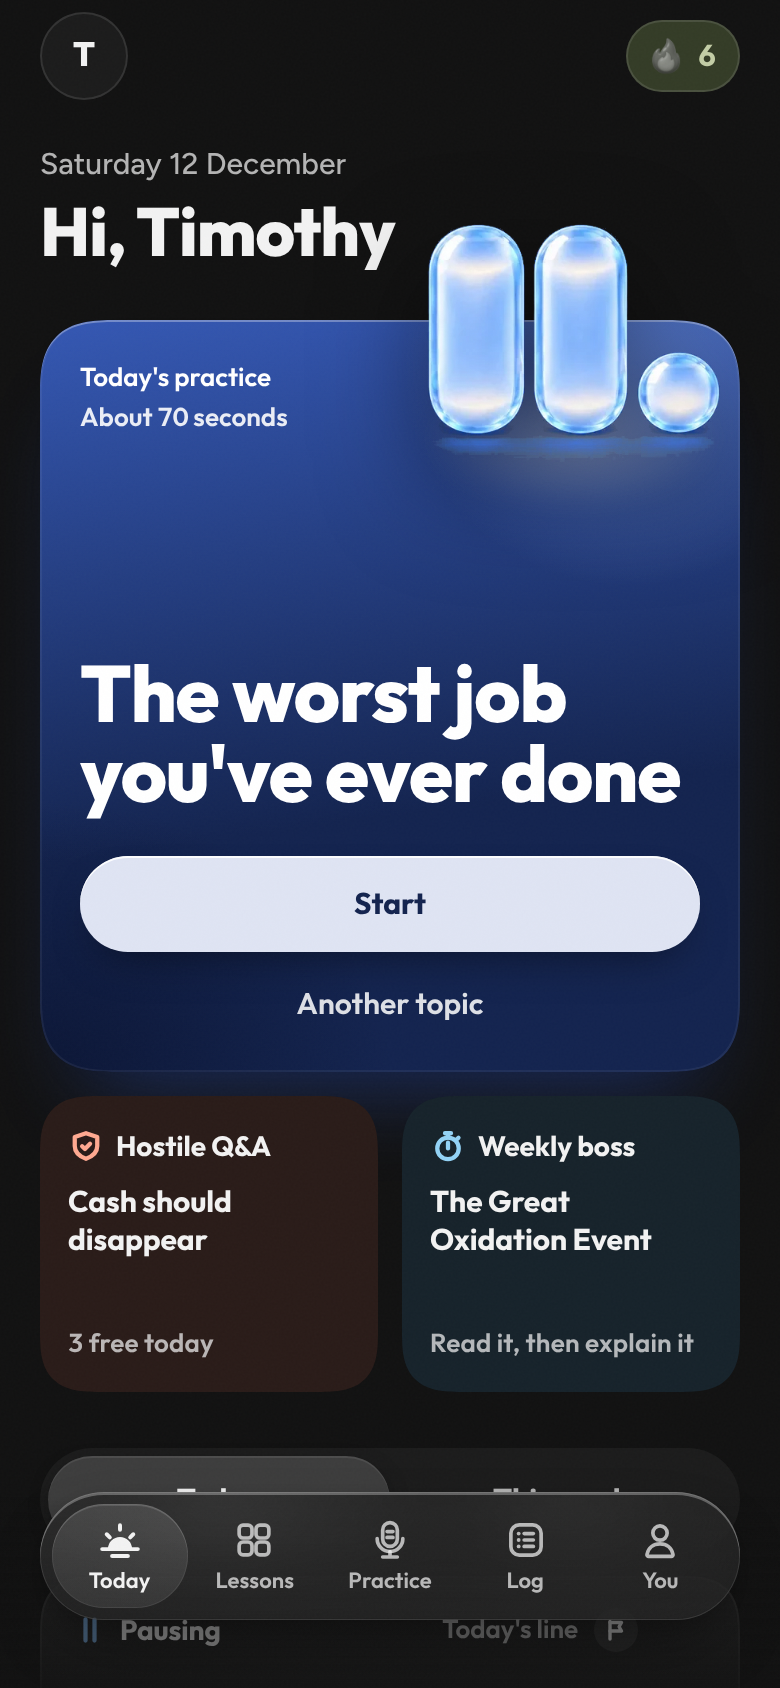 T
6
Saturday 12 December
Hi, Timothy
Today's practice
About 70 seconds
The worst job
you've ever done
Start
Another topic
Hostile Q&A
Cash should
disappear
3 free today
Weekly boss
The Great
Oxidation Event
Read it, then explain it
Today
Lessons
Practice
Log
You
Pausing
Today's line